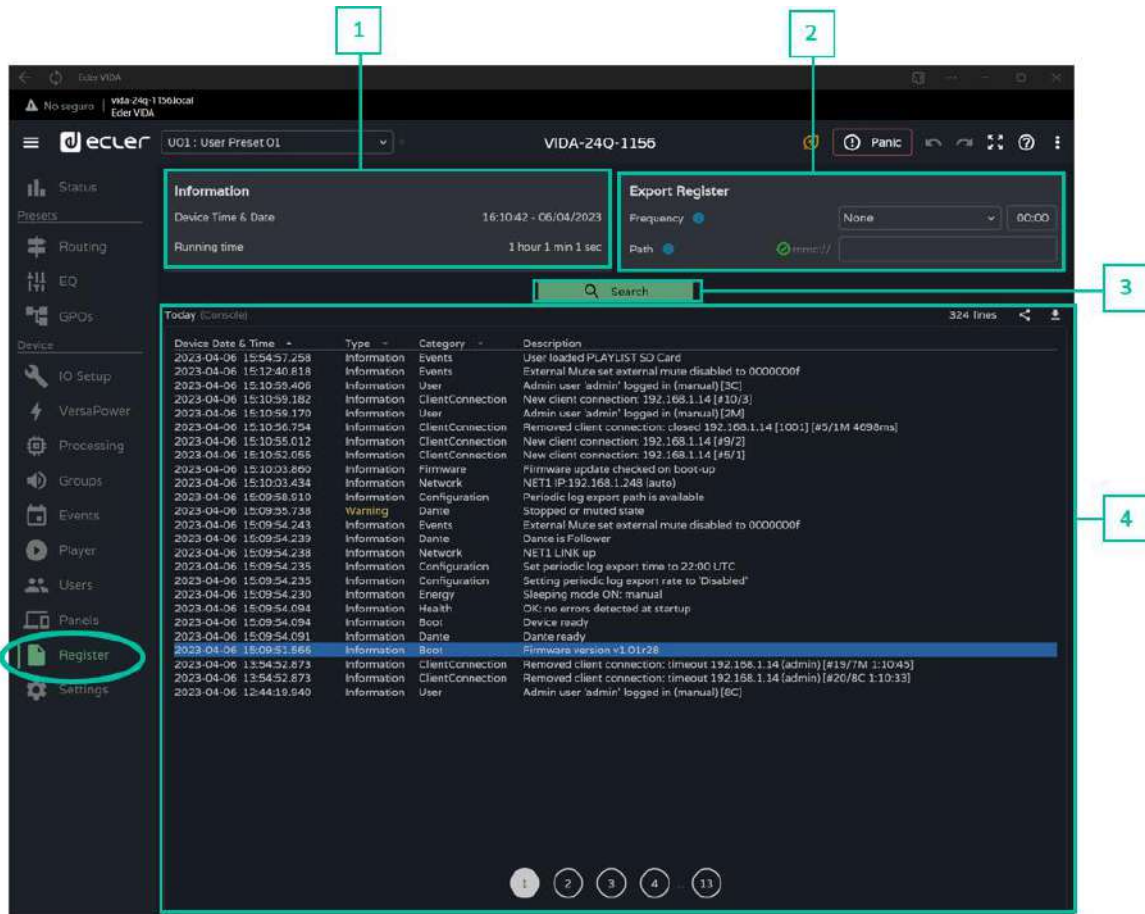 1
2
Ecler VIDA
No seguro | vida-24q-1156.local
Ecler VIDA
ecler
U01 : User Preset 01
VIDA-24Q-1156
Panic
Status
Presets
Routing
EQ
GPOs
Device
IO Setup
VersaPower
Processing
Groups
Events
Player
Users
Panels
Register
Settings
Information
Device Time & Date 16:10:42 - 06/04/2023
Running time 1 hour 1 min 1 sec
Export Register
Frequency None 00:00
Path
3
Search
Today (Console) 324 lines
Device Date & Time Type Category Description
2023-04-06 15:54:57.258 Information Events User loaded PLAYLIST SD Card
2023-04-06 15:12:40.818 Information Events External Mute set external mute disabled to 0000000f
2023-04-06 15:10:59.406 Information User Admin user 'admin' logged in (manual) [3C]
2023-04-06 15:10:59.182 Information ClientConnection New client connection: 192.168.1.14 [#10/3]
2023-04-06 15:10:59.170 Information User Admin user 'admin' logged in (manual) [2M]
2023-04-06 15:10:56.754 Information ClientConnection Removed client connection: closed 192.168.1.14 [1001] [#5/1M 4698ms]
2023-04-06 15:10:55.012 Information ClientConnection New client connection: 192.168.1.14 [#9/2]
2023-04-06 15:10:52.055 Information ClientConnection New client connection: 192.168.1.14 [#5/1]
2023-04-06 15:10:03.860 Information Firmware Firmware update checked on boot-up
2023-04-06 15:10:03.434 Information Network NET1 IP:192.168.1.248 (auto)
2023-04-06 15:09:58.910 Information Configuration Periodic log export path is available
2023-04-06 15:09:55.738 Warning Dante Stopped or muted state
2023-04-06 15:09:54.243 Information Events External Mute set external mute disabled to 0000000f
2023-04-06 15:09:54.239 Information Dante Dante is Follower
2023-04-06 15:09:54.238 Information Network NET1 LINK up
2023-04-06 15:09:54.235 Information Configuration Set periodic log export time to 22:00 UTC
2023-04-06 15:09:54.235 Information Configuration Setting periodic log export rate to 'Disabled'
2023-04-06 15:09:54.230 Information Energy Sleeping mode ON: manual
2023-04-06 15:09:54.094 Information Health OK: no errors detected at startup
2023-04-06 15:09:54.094 Information Boot Device ready
2023-04-06 15:09:54.091 Information Dante Dante ready
2023-04-06 15:09:51.566 Information Boot Firmware version v1.01r28
2023-04-06 13:54:52.873 Information ClientConnection Removed client connection: timeout 192.168.1.14 (admin) [#19/7M 1:10:45]
2023-04-06 13:54:52.873 Information ClientConnection Removed client connection: timeout 192.168.1.14 (admin) [#20/8C 1:10:33]
2023-04-06 12:44:19.940 Information User Admin user 'admin' logged in (manual) [8C]
4
1 2 3 4 .. 13